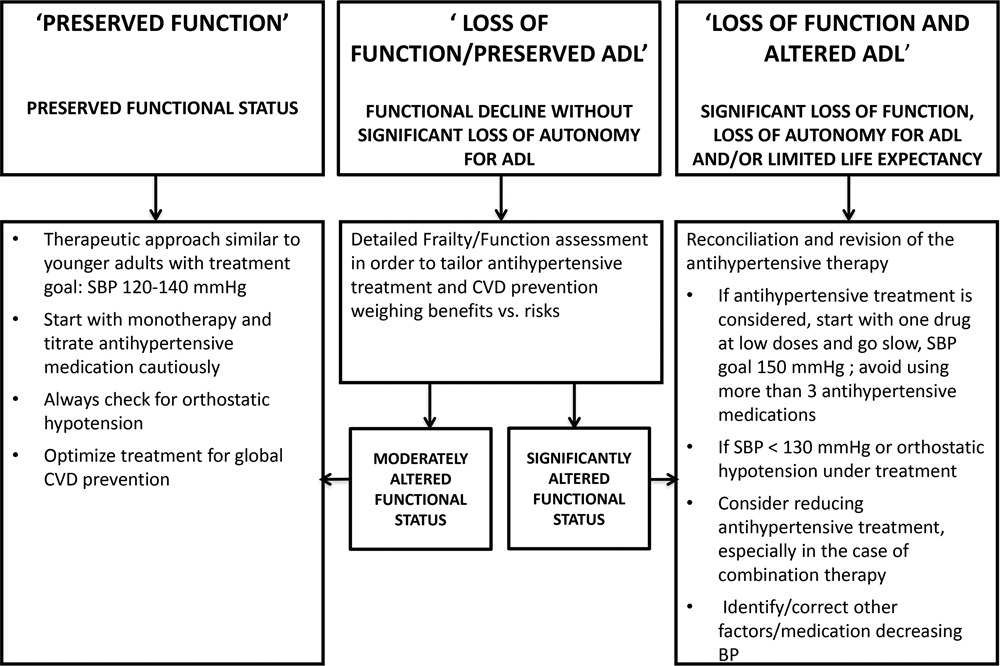 ‘PRESERVED FUNCTION’
PRESERVED FUNCTIONAL STATUS
‘ LOSS OF
FUNCTION/PRESERVED ADL’
FUNCTIONAL DECLINE WITHOUT
SIGNIFICANT LOSS OF AUTONOMY
FOR ADL
‘LOSS OF FUNCTION AND
ALTERED ADL’
SIGNIFICANT LOSS OF FUNCTION,
LOSS OF AUTONOMY FOR ADL
AND/OR LIMITED LIFE EXPECTANCY
• Therapeutic approach similar to
younger adults with treatment
goal: SBP 120-140 mmHg
• Start with monotherapy and
titrate antihypertensive
medication cautiously
• Always check for orthostatic
hypotension
• Optimize treatment for global
CVD prevention
Detailed Frailty/Function assessment
in order to tailor antihypertensive
treatment and CVD prevention
weighing benefits vs. risks
MODERATELY
ALTERED
FUNCTIONAL
STATUS
SIGNIFICANTLY
ALTERED
FUNCTIONAL
STATUS
Reconciliation and revision of the
antihypertensive therapy
• If antihypertensive treatment is
considered, start with one drug
at low doses and go slow, SBP
goal 150 mmHg ; avoid using
more than 3 antihypertensive
medications
• If SBP < 130 mmHg or orthostatic
hypotension under treatment
• Consider reducing
antihypertensive treatment,
especially in the case of
combination therapy
• Identify/correct other
factors/medication decreasing
BP